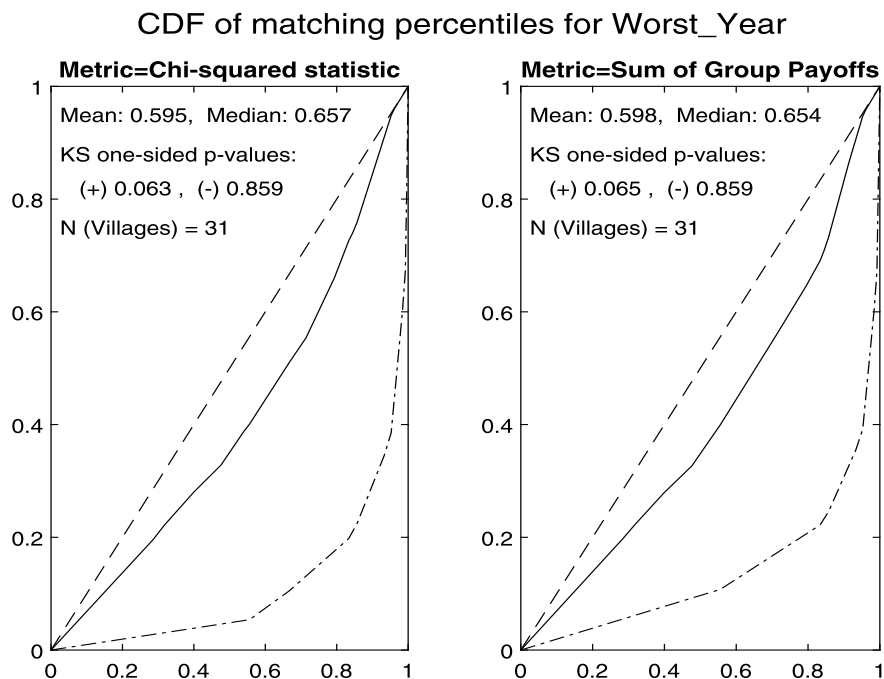 CDF of matching percentiles for Worst_Year
Metric=Chi-squared statistic
Mean: 0.595, Median: 0.657
KS one-sided p-values:
(+) 0.063 , (-) 0.859
N (Villages) = 31
1
0.8
0.6
0.4
0.2
0
0 0.2 0.4 0.6 0.8 1
Metric=Sum of Group Payoffs
Mean: 0.598, Median: 0.654
KS one-sided p-values:
(+) 0.065 , (-) 0.859
N (Villages) = 31
1
0.8
0.6
0.4
0.2
0
0 0.2 0.4 0.6 0.8 1